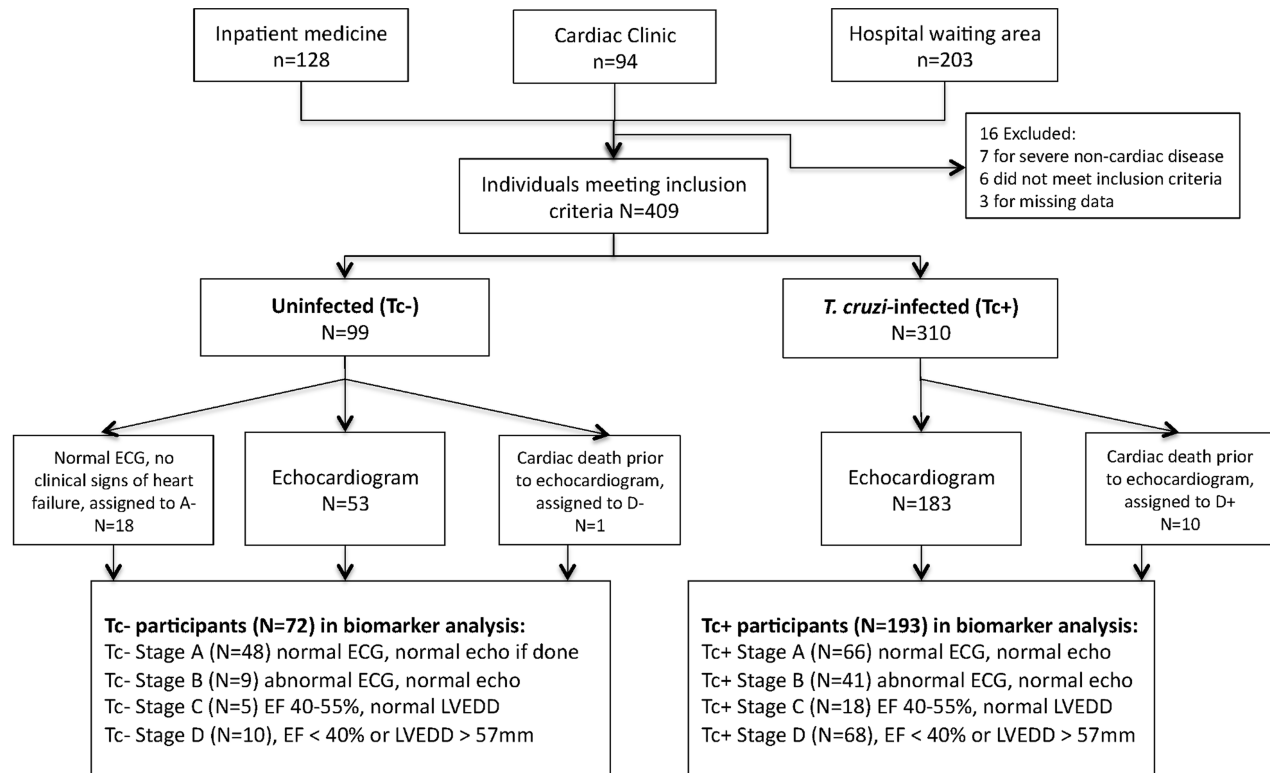 Inpatient medicine
n=128
Cardiac Clinic
n=94
Hospital waiting area
n=203
16 Excluded:
7 for severe non-cardiac disease
6 did not meet inclusion criteria
3 for missing data
Individuals meeting inclusion
criteria N=409
Uninfected (Tc-)
N=99
T. cruzi-infected (Tc+)
N=310
Normal ECG, no
clinical signs of heart
failure, assigned to A-
N=18
Echocardiogram
N=53
Cardiac death prior
to echocardiogram,
assigned to D-
N=1
Echocardiogram
N=183
Cardiac death prior
to echocardiogram,
assigned to D+
N=10
Tc- participants (N=72) in biomarker analysis:
Tc- Stage A (N=48) normal ECG, normal echo if done
Tc- Stage B (N=9) abnormal ECG, normal echo
Tc- Stage C (N=5) EF 40-55%, normal LVEDD
Tc- Stage D (N=10), EF < 40% or LVEDD > 57mm
Tc+ participants (N=193) in biomarker analysis:
Tc+ Stage A (N=66) normal ECG, normal echo
Tc+ Stage B (N=41) abnormal ECG, normal echo
Tc+ Stage C (N=18) EF 40-55%, normal LVEDD
Tc+ Stage D (N=68), EF < 40% or LVEDD > 57mm